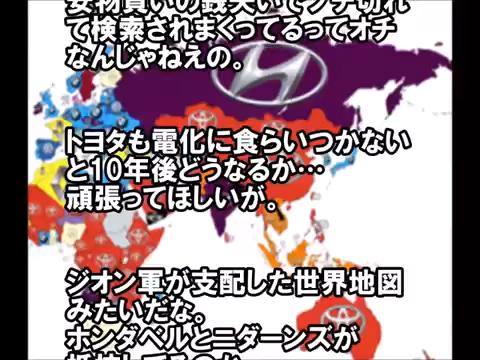 安物買いの銭失いでブチ切れ
て検索されまくってるってオチ
なんじゃねえの。
トヨタも電化に食らいつかない
と10年後どうなるか…
頑張ってほしいが。
ジオン軍が支配した世界地図
みたいだな。
ホンダベルとニダーンズが